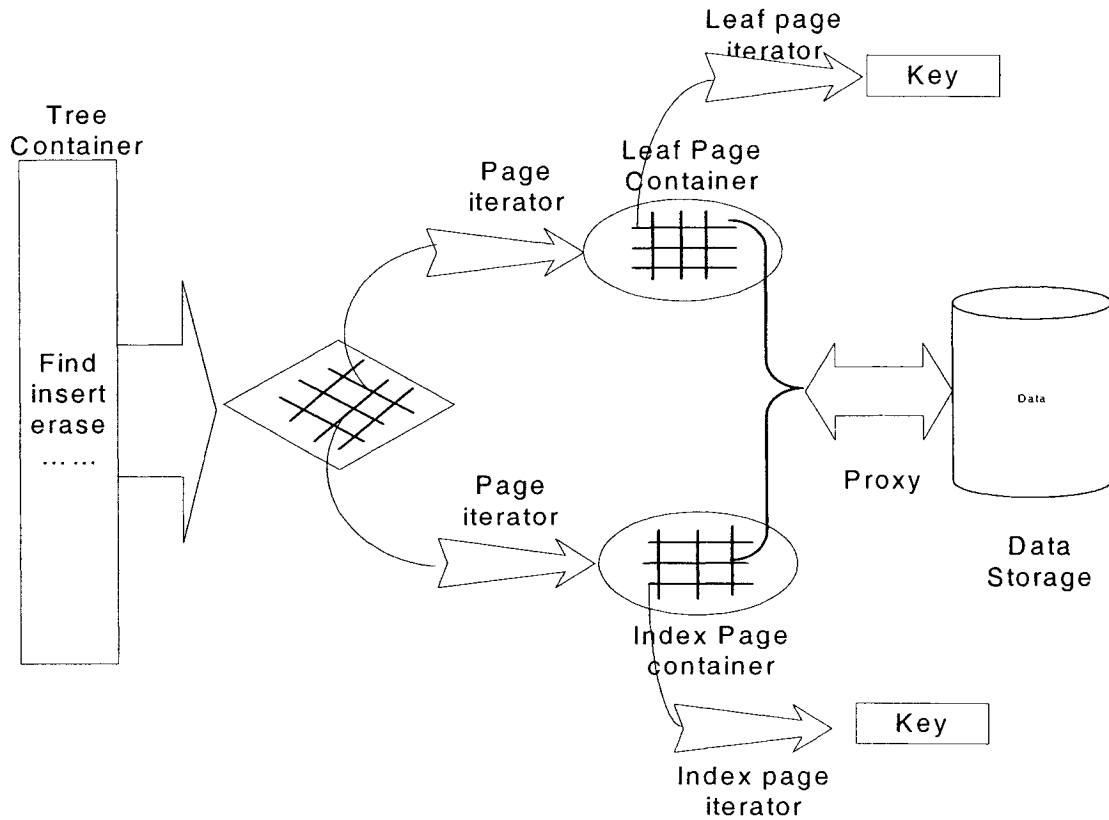 Leaf page
iterator
Key
Tree
Container
Page
iterator
Leaf Page
Container
Find
insert
erase
... ...
Data
Proxy
Data
Storage
Page
iterator
Index Page
container
Key
Index page
iterator